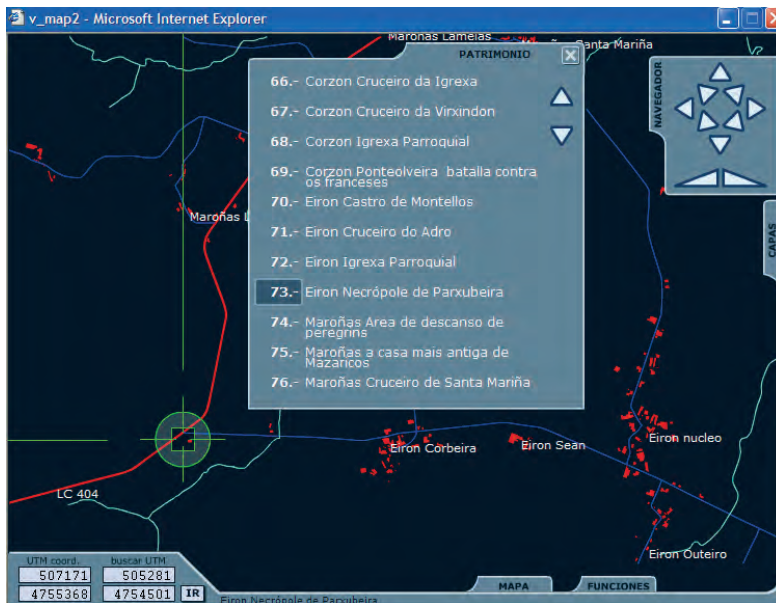 v_map2 - Microsoft Internet Explorer
Maroñas Lamelas
Santa Mariña
PATRIMONIO
66.- Corzon Cruceiro da Igrexa
67.- Corzon Cruceiro da Virxindon
68.- Corzon Igrexa Parroquial
69.- Corzon Ponteolveira batalla contra
os franceses
70.- Eiron Castro de Montellos
71.- Eiron Cruceiro do Adro
72.- Eiron Igrexa Parroquial
73.- Eiron Necrópole de Parxubeira
74.- Maroñas Area de descanso de
peregrins
75.- Maroñas a casa mais antiga de
Mazaricos
76.- Maroñas Cruceiro de Santa Mariña
NAVEGADOR
CAPAS
Maroñas
Eiron Corbeira
Eiron Sean
Eiron nucleo
LC 404
Eiron Outeiro
UTM coord. buscar UTM
507171 505281
4755368 4754501 IR
MAPA FUNCIONES
Eiron Necrópole de Parxubeira